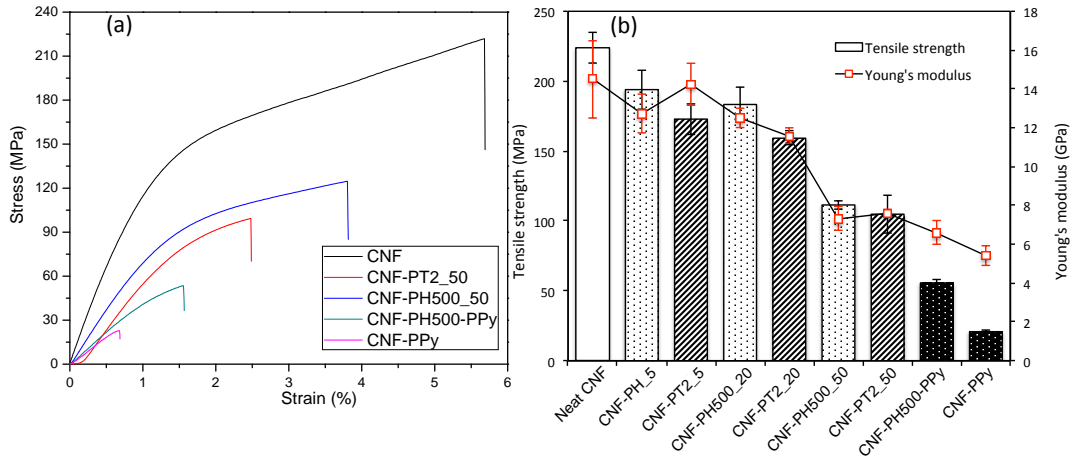 (a)
240
210
180
150
120
90
60
30
0
Stress (MPa)
0 1 2 3 4 5 6
Strain (%)
CNF
CNF-PT2_50
CNF-PH500_50
CNF-PH500-PPy
CNF-PPy
(b)
250
200
150
100
50
0
Tensile strength (MPa)
Tensile strength
Young's modulus
18
16
14
12
10
8
6
4
2
0
Young's modulus (GPa)
Neat CNF
CNF-PH_5
CNF-PT2_5
CNF-PH500_20
CNF-PT2_20
CNF-PH500_50
CNF-PT2_50
CNF-PH500-PPy
CNF-PPy